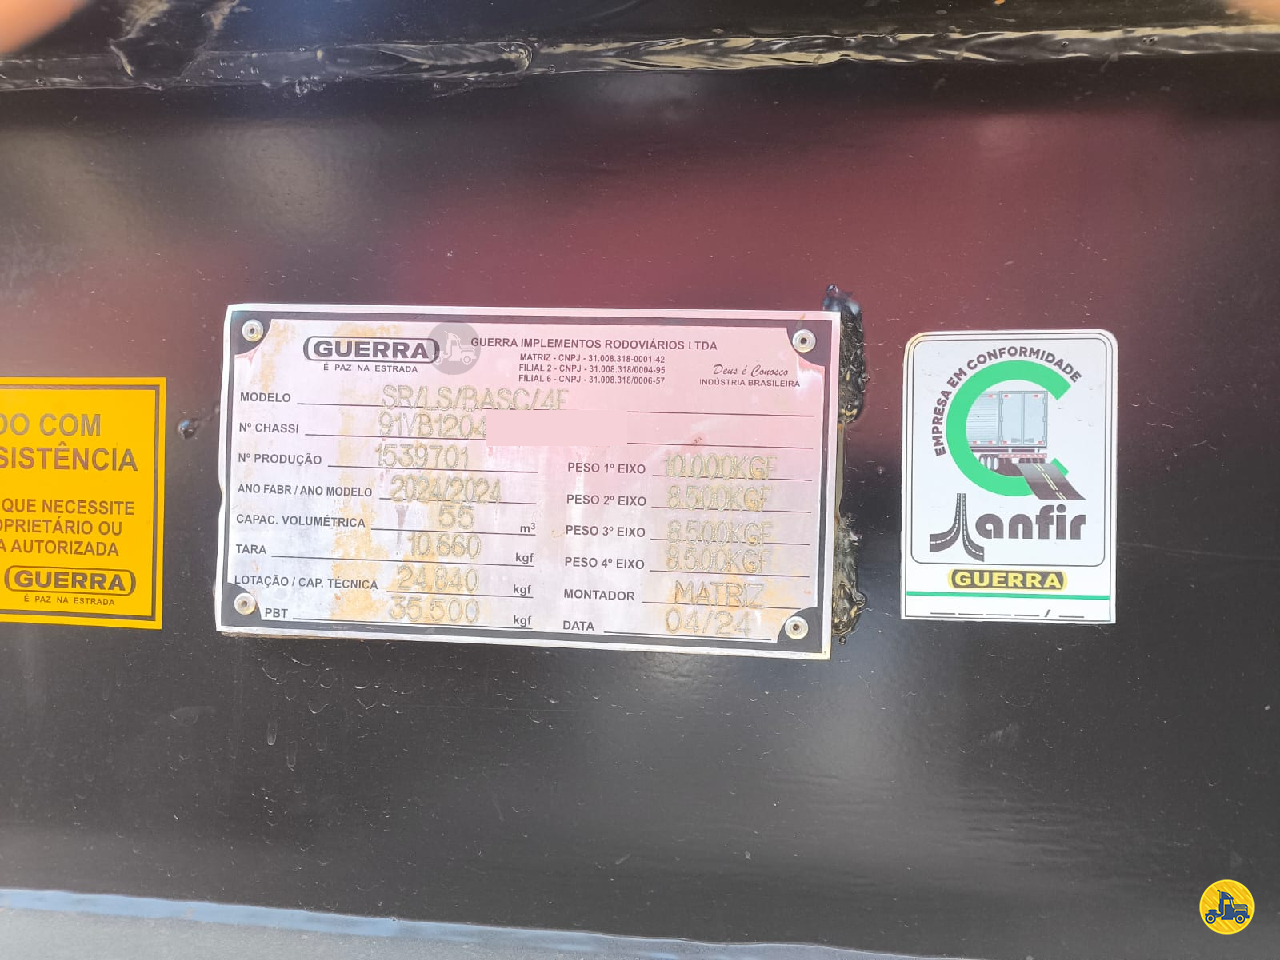 DO COM
SISTÊNCIA
QUE NECESSITE
OPRIETÁRIO OU
A AUTORIZADA
GUERRA
É PAZ NA ESTRADA
GUERRA
É PAZ NA ESTRADA
GUERRA IMPLEMENTOS RODOVIÁRIOS LTDA
MATRIZ - CNPJ - 31.008.318-0001-42
FILIAL 2 - CNPJ - 31.008.318/0004-95
FILIAL 6 - CNPJ - 31.008.318/0006-57
Deus é Conosco
INDÚSTRIA BRASILEIRA
MODELO SR/LS/BASC/4E
Nº CHASSI 91VB1204
Nº PRODUÇÃO 1539701
ANO FABR / ANO MODELO 2024/2024
CAPAC. VOLUMÉTRICA 55 m³
TARA 10.660 kgf
LOTAÇÃO / CAP. TÉCNICA 24.840 kgf
PBT 35.500 kgf
PESO 1º EIXO 10.000KGF
PESO 2º EIXO 8.500KGF
PESO 3º EIXO 8.500KGF
PESO 4º EIXO 8.500KGF
MONTADOR MATRIZ
DATA 04/24
EMPRESA EM CONFORMIDADE
anfir
GUERRA
/